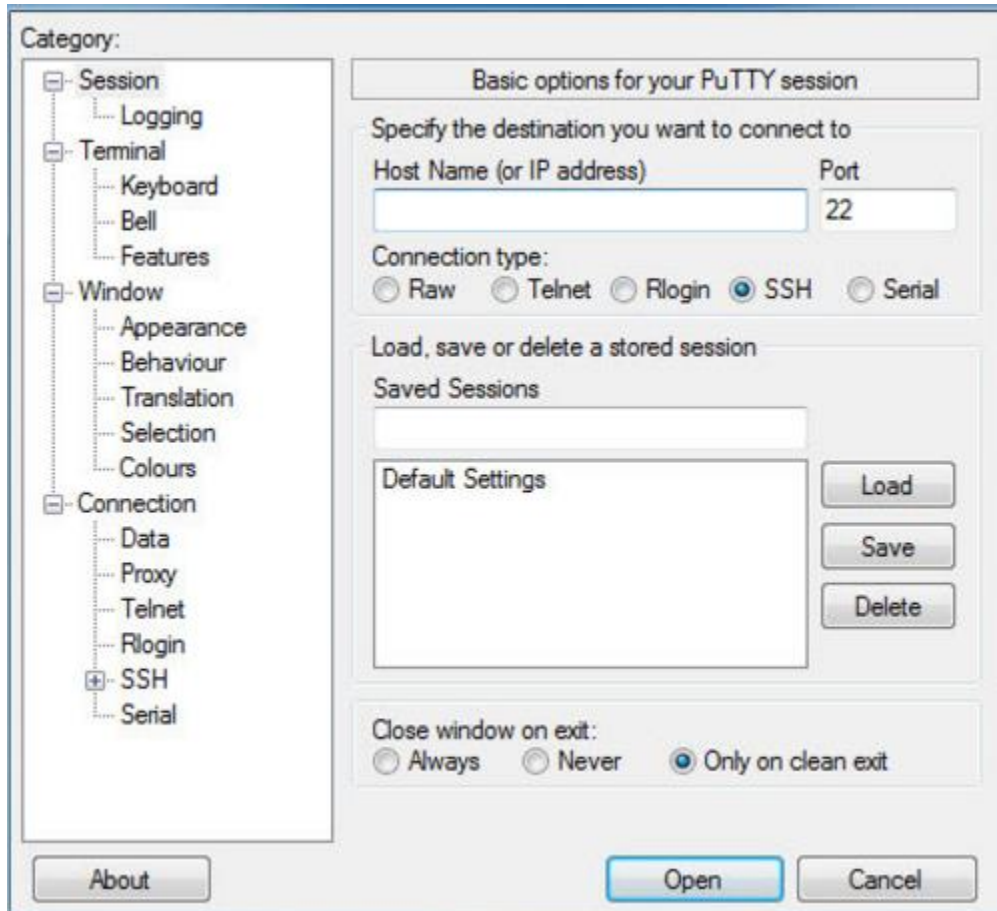 Category:
Session
Logging
Terminal
Keyboard
Bell
Features
Window
Appearance
Behaviour
Translation
Selection
Colours
Connection
Data
Proxy
Telnet
Rlogin
SSH
Serial
Basic options for your PuTTY session
Specify the destination you want to connect to
Host Name (or IP address) Port
22
Connection type:
Raw Telnet Rlogin SSH Serial
Load, save or delete a stored session
Saved Sessions
Default Settings
Load
Save
Delete
Close window on exit:
Always Never Only on clean exit
About Open Cancel